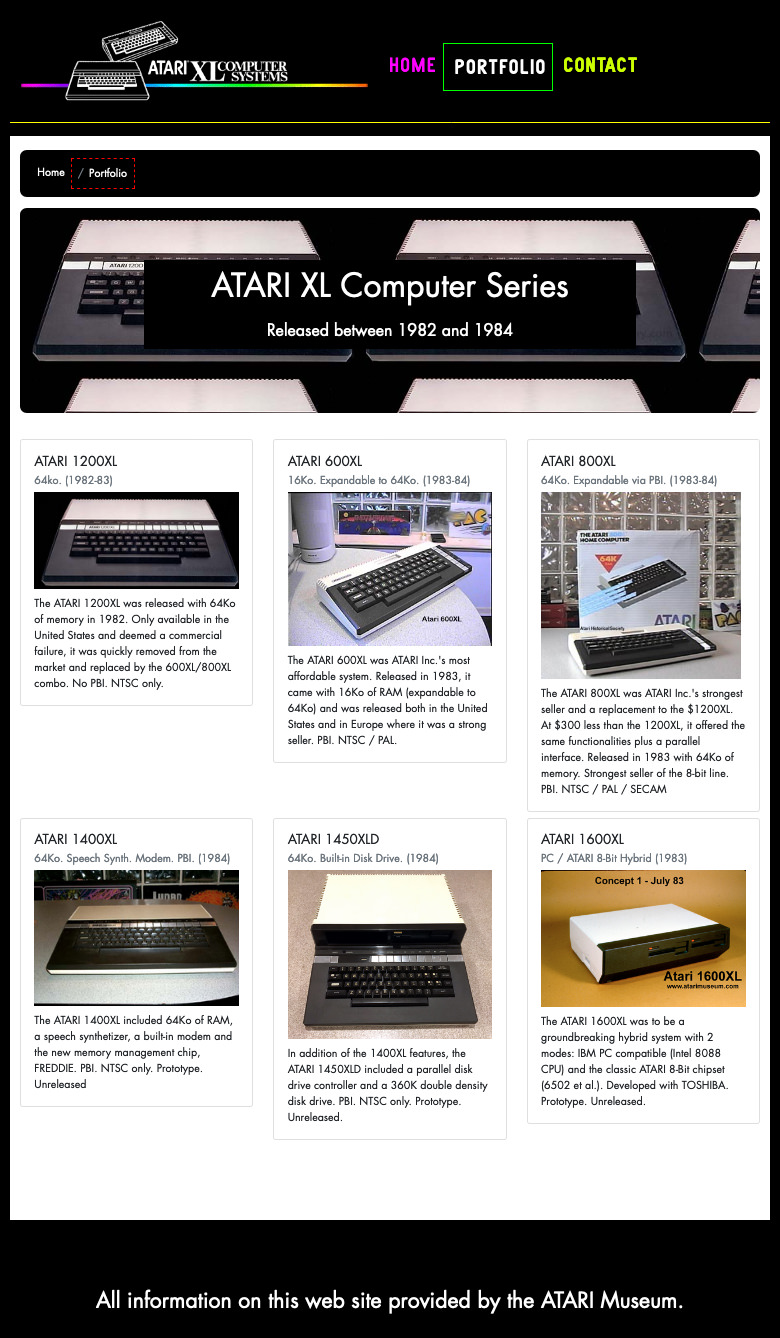 ATARI XL COMPUTER SYSTEMS
HOME PORTFOLIO CONTACT
Home / Portfolio
ATARI XL Computer Series
Released between 1982 and 1984
ATARI 1200XL
64ko. (1982-83)
The ATARI 1200XL was released with 64Ko
of memory in 1982. Only available in the
United States and deemed a commercial
failure, it was quickly removed from the
market and replaced by the 600XL/800XL
combo. No PBI. NTSC only.
ATARI 600XL
16Ko. Expandable to 64Ko. (1983-84)
Atari 600XL
The ATARI 600XL was ATARI Inc.'s most
affordable system. Released in 1983, it
came with 16Ko of RAM (expandable to
64Ko) and was released both in the United
States and in Europe where it was a strong
seller. PBI. NTSC / PAL.
ATARI 800XL
64Ko. Expandable via PBI. (1983-84)
THE ATARI 800XL
HOME COMPUTER
64K
ATARI
Atari Historical Society
The ATARI 800XL was ATARI Inc.'s strongest
seller and a replacement to the $1200XL.
At $300 less than the 1200XL, it offered the
same functionalities plus a parallel
interface. Released in 1983 with 64Ko of
memory. Strongest seller of the 8-bit line.
PBI. NTSC / PAL / SECAM
ATARI 1400XL
64Ko. Speech Synth. Modem. PBI. (1984)
The ATARI 1400XL included 64Ko of RAM,
a speech synthetizer, a built-in modem and
the new memory management chip,
FREDDIE. PBI. NTSC only. Prototype.
Unreleased
ATARI 1450XLD
64Ko. Built-in Disk Drive. (1984)
In addition of the 1400XL features, the
ATARI 1450XLD included a parallel disk
drive controller and a 360K double density
disk drive. PBI. NTSC only. Prototype.
Unreleased.
ATARI 1600XL
PC / ATARI 8-Bit Hybrid (1983)
Concept 1 - July 83
Atari 1600XL
www.atarimuseum.com
The ATARI 1600XL was to be a
groundbreaking hybrid system with 2
modes: IBM PC compatible (Intel 8088
CPU) and the classic ATARI 8-Bit chipset
(6502 et al.). Developed with TOSHIBA.
Prototype. Unreleased.
All information on this web site provided by the ATARI Museum.